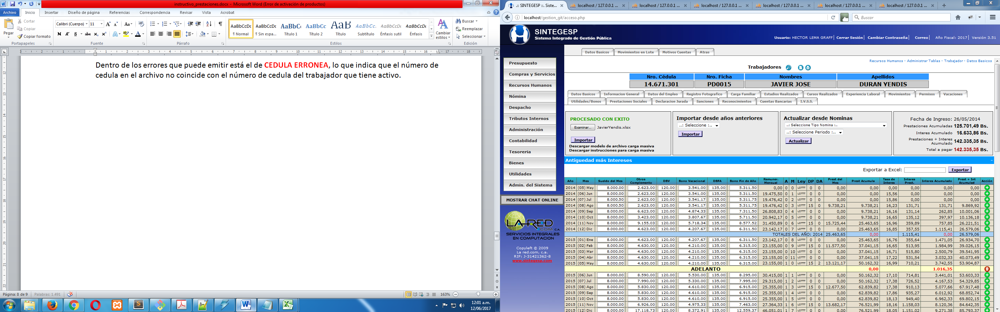 instructivo_prestaciones.docx - Microsoft Word (Error de activación de productos)
Archivo Inicio Insertar Diseño de página Referencias Correspondencia Revisar Vista Acrobat
Pegar
Cortar
Copiar
Copiar formato
Portapapeles
Calibri (Cuerpo) 11
Fuente
Párrafo
AaBbCcDc AaBbCcDc AaBbC AaBbCc AaB AaBbCc. AaBbCcDc AaBbCcDc
¶ Normal ¶ Sin espa... Título 1 Título 2 Título Subtítulo Énfasis sutil Énfasis
Cambiar estilos
Estilos
Buscar
Reemplazar
Seleccionar
Edición
Dentro de los errores que puede emitir está el de CEDULA ERRONEA, lo que indica que el número de
cedula en el archivo no coincide con el número de cedula del trabajador que tiene activo.
Página: 8 de 9 Palabras: 1.491 163%
12:01 a.m.
12/06/2017
.:: SINTEGESP ::. Siste... localhost / 127.0.0.1 ... localhost / 127.0.0.1 ... localhost / 127.0.0.1 ... localhost / 127.0.0.1 ... localhost / 127.0.0.1 ... localhost / 127.0.0.1 ...
localhost/gestion_git/acceso.php Buscar
SINTEGESP
Sistema Integrado de Gestión Pública
Usuario: HECTOR LEMA GRAFF | Cerrar Sesión | Cambiar Contraseña | Correo | Año Fiscal: 2017 | Versión 3.51
Datos Basicos Movimientos en Lote Motivos Cuentas Atras
Presupuesto
Compras y Servicios
Recursos Humanos
Nómina
Despacho
Tributos Internos
Administración
Contabilidad
Tesoreria
Bienes
Utilidades
Admin. del Sistema
MOSTRAR CHAT ONLINE
LA-RED
.COM, C.A.
SERVICIOS INTEGRALES
EN COMPUTACION
Copyleft © 2009
La red.com, c.a.
RIF: J-31421362-8
www.sintegesp.com
Recursos Humanos - Administrar Tablas - Trabajador - Datos Basicos
Trabajadores
Nro. Cédula Nro. Ficha Nombres Apellidos
14.671.301 PD0015 JAVIER JOSE DURAN YENDIS
Datos Basicos Informacion General Datos del Empleo Registro Fotografico Carga Familiar Estudios Realizados Cursos Realizados Experiencia Laboral Movimientos Permisos Vacaciones
Utilidades/Bonos Prestaciones Sociales Declaracion Jurada Sanciones Reconocimientos Cuentas Bancarias I.V.S.S.
PROCESADO CON EXITO
Examinar... JavierYendis.xlsx
Importar
Descargar modelo de archivo carga masiva
Descargar instrucciones para carga masiva
Importar desde años anteriores
..: Seleccione :..
Importar
Actualizar desde Nominas
..: Seleccione Tipo Nomina :..
..: Seleccione Periodo :..
Actualizar
Fecha de Ingreso: 26/05/2014
Prestaciones Acumuladas 125.701,49 Bs.
Interes Acumulado 16.633,86 Bs.
Prestaciones + Interes Acumulado 142.335,35 Bs.
Total a pagar 142.335,35 Bs.
Antiguedad más Intereses -
Exportar a Excel: Exportar
Año Mes Sueldo del Mes Otros Complemento DBV Bono Vacacional DBFA Bono Fin de Año Remuner. Mensual A M Ley DP DA Prest del Mes Prest Acumula Tasa de Interes Interes Prest. Interes Acumulado Prest + Int Acumulad Acción
2014 (05) May 8.000,00 2.623,00 120,00 3.541,00 135,00 5.311,50 0,00 0 0 LOTTT 0 0 0,00 0,00 0,00 0,00 0,00 0,00
2014 (06) Jun 8.000,00 2.623,00 120,00 3.541,00 135,00 5.311,50 19.475,50 0 1 LOTTT 0 0 0,00 0,00 15,56 0,00 0,00 0,00
2014 (07) Jul 8.000,50 2.623,00 120,00 3.541,17 135,00 5.311,75 19.476,42 0 2 LOTTT 0 0 0,00 0,00 15,86 0,00 0,00 0,00
2014 (08) Ago 8.000,50 2.623,00 120,00 3.541,17 135,00 5.311,75 19.476,42 0 3 LOTTT 15 0 9.738,21 9.738,21 16,23 131,71 131,71 9.869,92
2014 (09) Sep 8.000,00 6.623,00 120,00 4.874,33 135,00 7.311,50 26.808,83 0 4 LOTTT 0 0 0,00 9.738,21 16,16 131,14 262,85 10.001,06
2014 (10) Oct 8.000,00 3.423,00 120,00 3.807,67 135,00 5.711,50 20.942,17 0 5 LOTTT 0 0 0,00 9.738,21 16,65 135,12 397,97 10.136,18
2014 (11) Nov 8.000,00 9.155,03 120,00 5.718,34 135,00 8.577,52 31.450,89 0 6 LOTTT 15 0 15.725,44 25.463,65 16,96 359,89 757,85 26.221,51
2014 (12) Dic 8.000,00 4.623,00 120,00 4.207,67 135,00 6.311,50 23.142,17 0 7 LOTTT 0 0 0,00 25.463,65 16,85 357,55 1.115,41 26.579,06
TOTALES DEL AÑO: 2014 25.463,65 0,00 1.115,41 0,00 26.579,06
2015 (01) Ene 8.000,00 4.623,00 120,00 4.207,67 135,00 6.311,50 23.142,17 0 8 LOTTT 0 0 0,00 25.463,65 16,76 355,64 1.471,05 26.934,70
2015 (02) Feb 8.000,00 4.630,00 120,00 4.210,00 135,00 6.315,00 23.155,00 0 9 LOTTT 15 0 11.577,50 37.041,15 16,65 513,95 1.984,99 39.026,15
2015 (03) Mar 8.000,00 4.630,00 120,00 4.210,00 135,00 6.315,00 23.155,00 0 10 LOTTT 0 0 0,00 37.041,15 16,71 515,80 2.500,79 39.541,95
2015 (04) Abr 8.000,00 4.630,00 120,00 4.210,00 135,00 6.315,00 23.155,00 0 11 LOTTT 0 0 0,00 37.041,15 17,22 531,54 3.032,33 40.073,49
2015 (05) May 8.000,00 4.630,00 120,00 4.210,00 135,00 6.315,00 23.155,00 1 0 LOTTT 15 2 13.121,17 50.162,32 16,99 710,21 3.742,55 53.904,87
ADELANTO 0,00 1.016,35
2015 (06) Jun 8.000,00 8.590,00 120,00 5.530,00 135,00 8.295,00 30.415,00 1 1 LOTTT 0 0 0,00 50.162,32 17,10 714,81 3.441,01 53.603,33
2015 (07) Jul 8.000,00 7.990,00 120,00 5.330,00 135,00 7.995,00 29.315,00 1 2 LOTTT 0 0 0,00 50.162,32 17,38 726,52 4.167,53 54.329,85
2015 (08) Ago 8.000,00 5.830,00 120,00 4.610,00 135,00 6.915,00 25.355,00 1 3 LOTTT 15 0 12.677,50 62.839,82 17,38 910,13 5.077,66 67.917,48
2015 (09) Sep 8.000,00 5.830,00 120,00 4.610,00 135,00 6.915,00 25.355,00 1 4 LOTTT 0 0 0,00 62.839,82 17,86 935,27 6.012,92 68.852,74
2015 (10) Oct 8.000,00 5.830,00 120,00 4.610,00 135,00 6.915,00 25.355,00 1 5 LOTTT 0 0 0,00 62.839,82 18,13 949,40 6.962,33 69.802,15
2015 (11) Nov 8.000,00 6.926,00 120,00 4.975,33 135,00 7.463,00 27.364,33 1 6 LOTTT 15 0 13.682,17 76.521,99 18,16 1.158,03 8.120,36 84.642,35
2015 (12) Dic 8.000,00 17.118,73 120,00 8.372,91 135,00 12.559,37 46.051,01 1 7 LOTTT 0 0 0,00 76.521,99 18,05 1.151,02 9.271,38 85.793,37